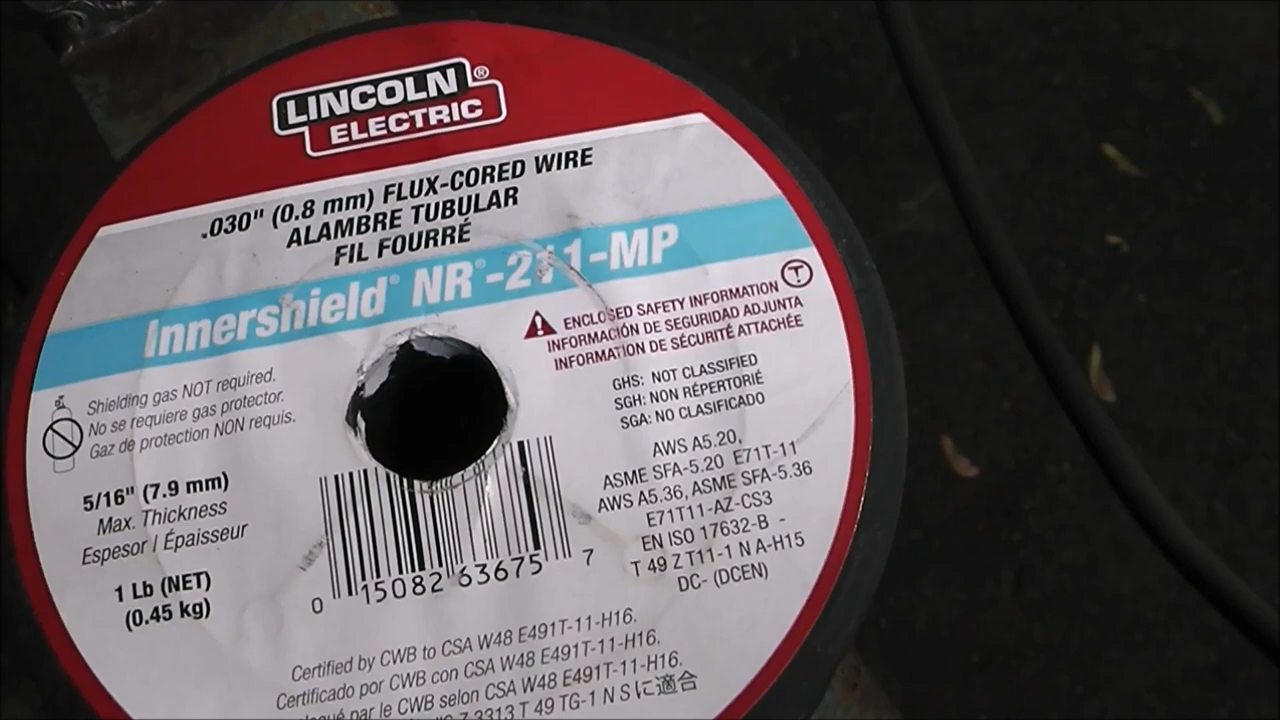 LINCOLN ®
ELECTRIC
.030" (0.8 mm) FLUX-CORED WIRE
ALAMBRE TUBULAR
FIL FOURRÉ
Innershield® NR®-211-MP
ENCLOSED SAFETY INFORMATION
INFORMACIÓN DE SEGURIDAD ADJUNTA
INFORMATION DE SÉCURITÉ ATTACHÉE
Shielding gas NOT required.
No se requiere gas protector.
Gaz de protection NON requis.
GHS: NOT CLASSIFIED
SGH: NON RÉPERTORIÉ
SGA: NO CLASIFICADO
5/16" (7.9 mm)
Max. Thickness
Espesor / Épaisseur
1 Lb (NET)
(0.45 kg)
AWS A5.20,
ASME SFA-5.20 E71T-11
AWS A5.36, ASME SFA-5.36
E71T11-AZ-CS3
EN ISO 17632-B -
T 49 Z T11-1 N A-H15
DC- (DCEN)
0 15082 63675 7
Certified by CWB to CSA W48 E491T-11-H16.
Certificado por CWB con CSA W48 E491T-11-H16.
par le CWB selon CSA W48 E491T-11-H16.
Z 3313 T 49 TG-1 N S に適合